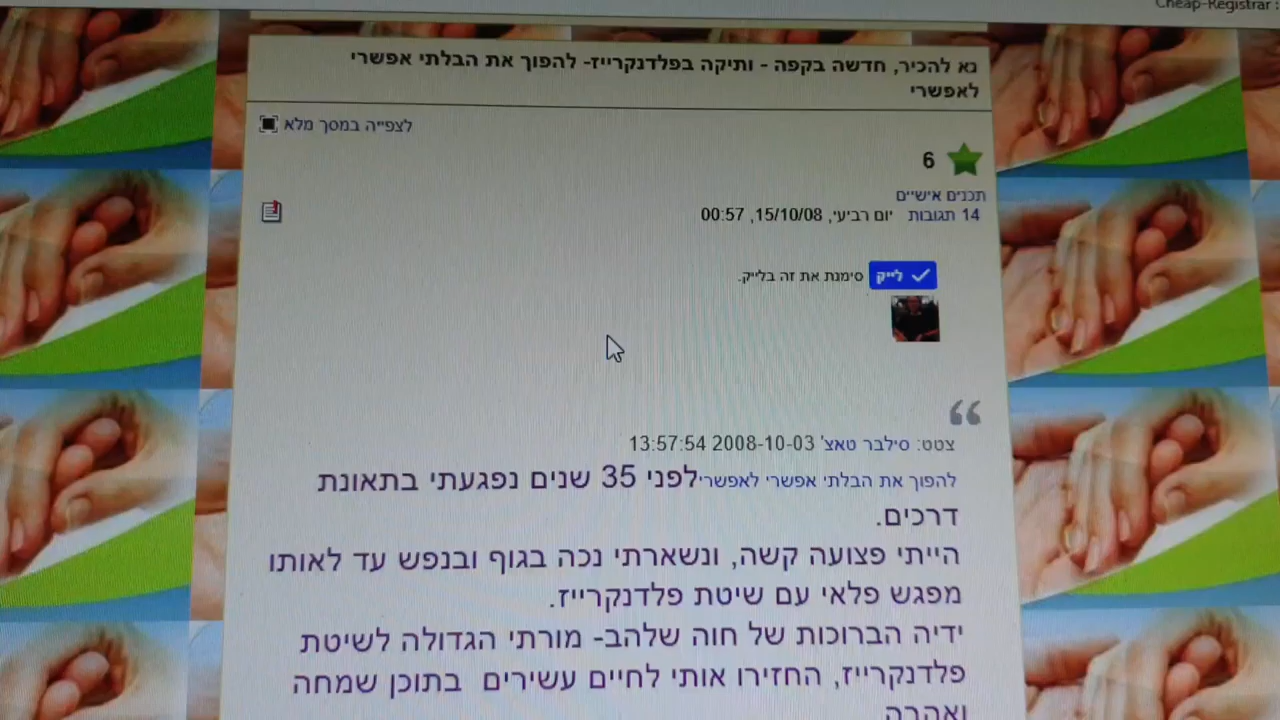 Cheap-Registrar :
נא להכיר, חדשה בקפה - ותיקה בפלדנקרייז- להפוך את הבלתי אפשרי
לאפשרי
לצפייה במסך מלא
6
תכנים אישיים
14 תגובות יום רביעי, 15/10/08, 00:57
לייק סימנת את זה בלייק.
צטט: סילבר טאצ' 2008-10-03 13:57:54
להפוך את הבלתי אפשרי לאפשרילפני 35 שנים נפגעתי בתאונת
דרכים.
הייתי פצועה קשה, ונשארתי נכה בגוף ובנפש עד לאותו
מפגש פלאי עם שיטת פלדנקרייז.
ידיה הברוכות של חוה שלהב- מורתי הגדולה לשיטת
פלדנקרייז, החזירו אותי לחיים עשירים בתוכן שמחה
ואהבה